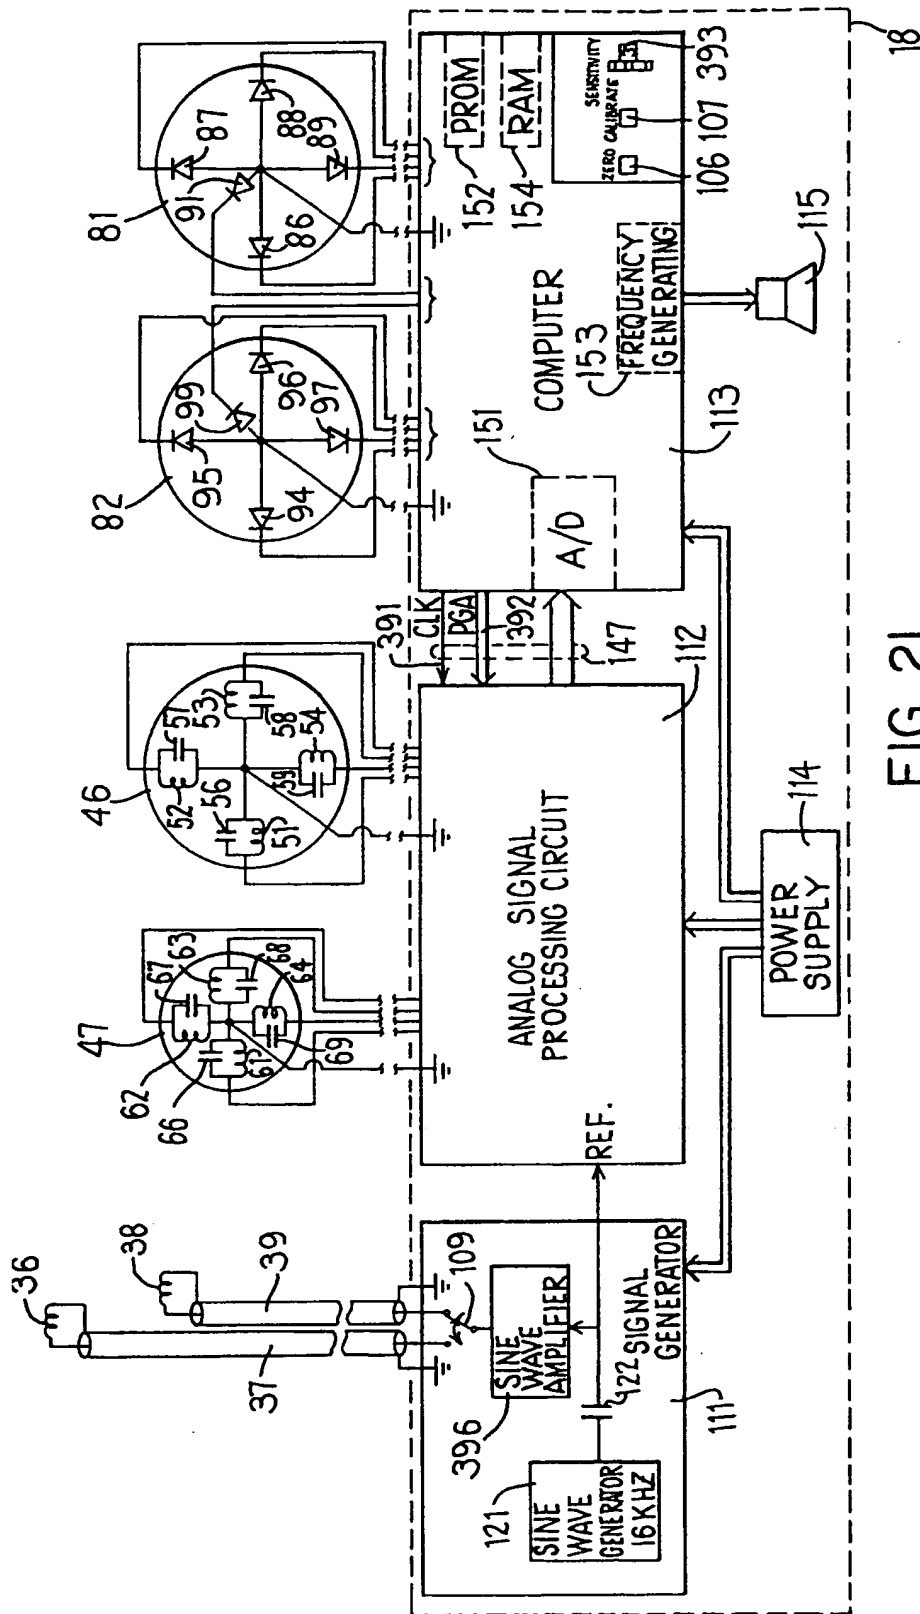 36
38
39
37
109
SINE
WAVE
AMPLIFIER
396
121
SINE
WAVE
GENERATOR
16KHZ
122
SIGNAL
GENERATOR
111
REF.
47
62
66
67
63
68
64
61
69
46
52
56
57
53
58
54
51
59
ANALOG SIGNAL
PROCESSING CIRCUIT
112
391
CLK
PGA
392
147
82
95
99
96
97
94
81
91
87
88
89
86
A/D
151
COMPUTER
113
153
FREQUENCY
GENERATING
115
PROM
152
RAM
154
ZERO
CALIBRATE
SENSITIVITY
106
107
393
18
POWER
SUPPLY
114
FIG. 21